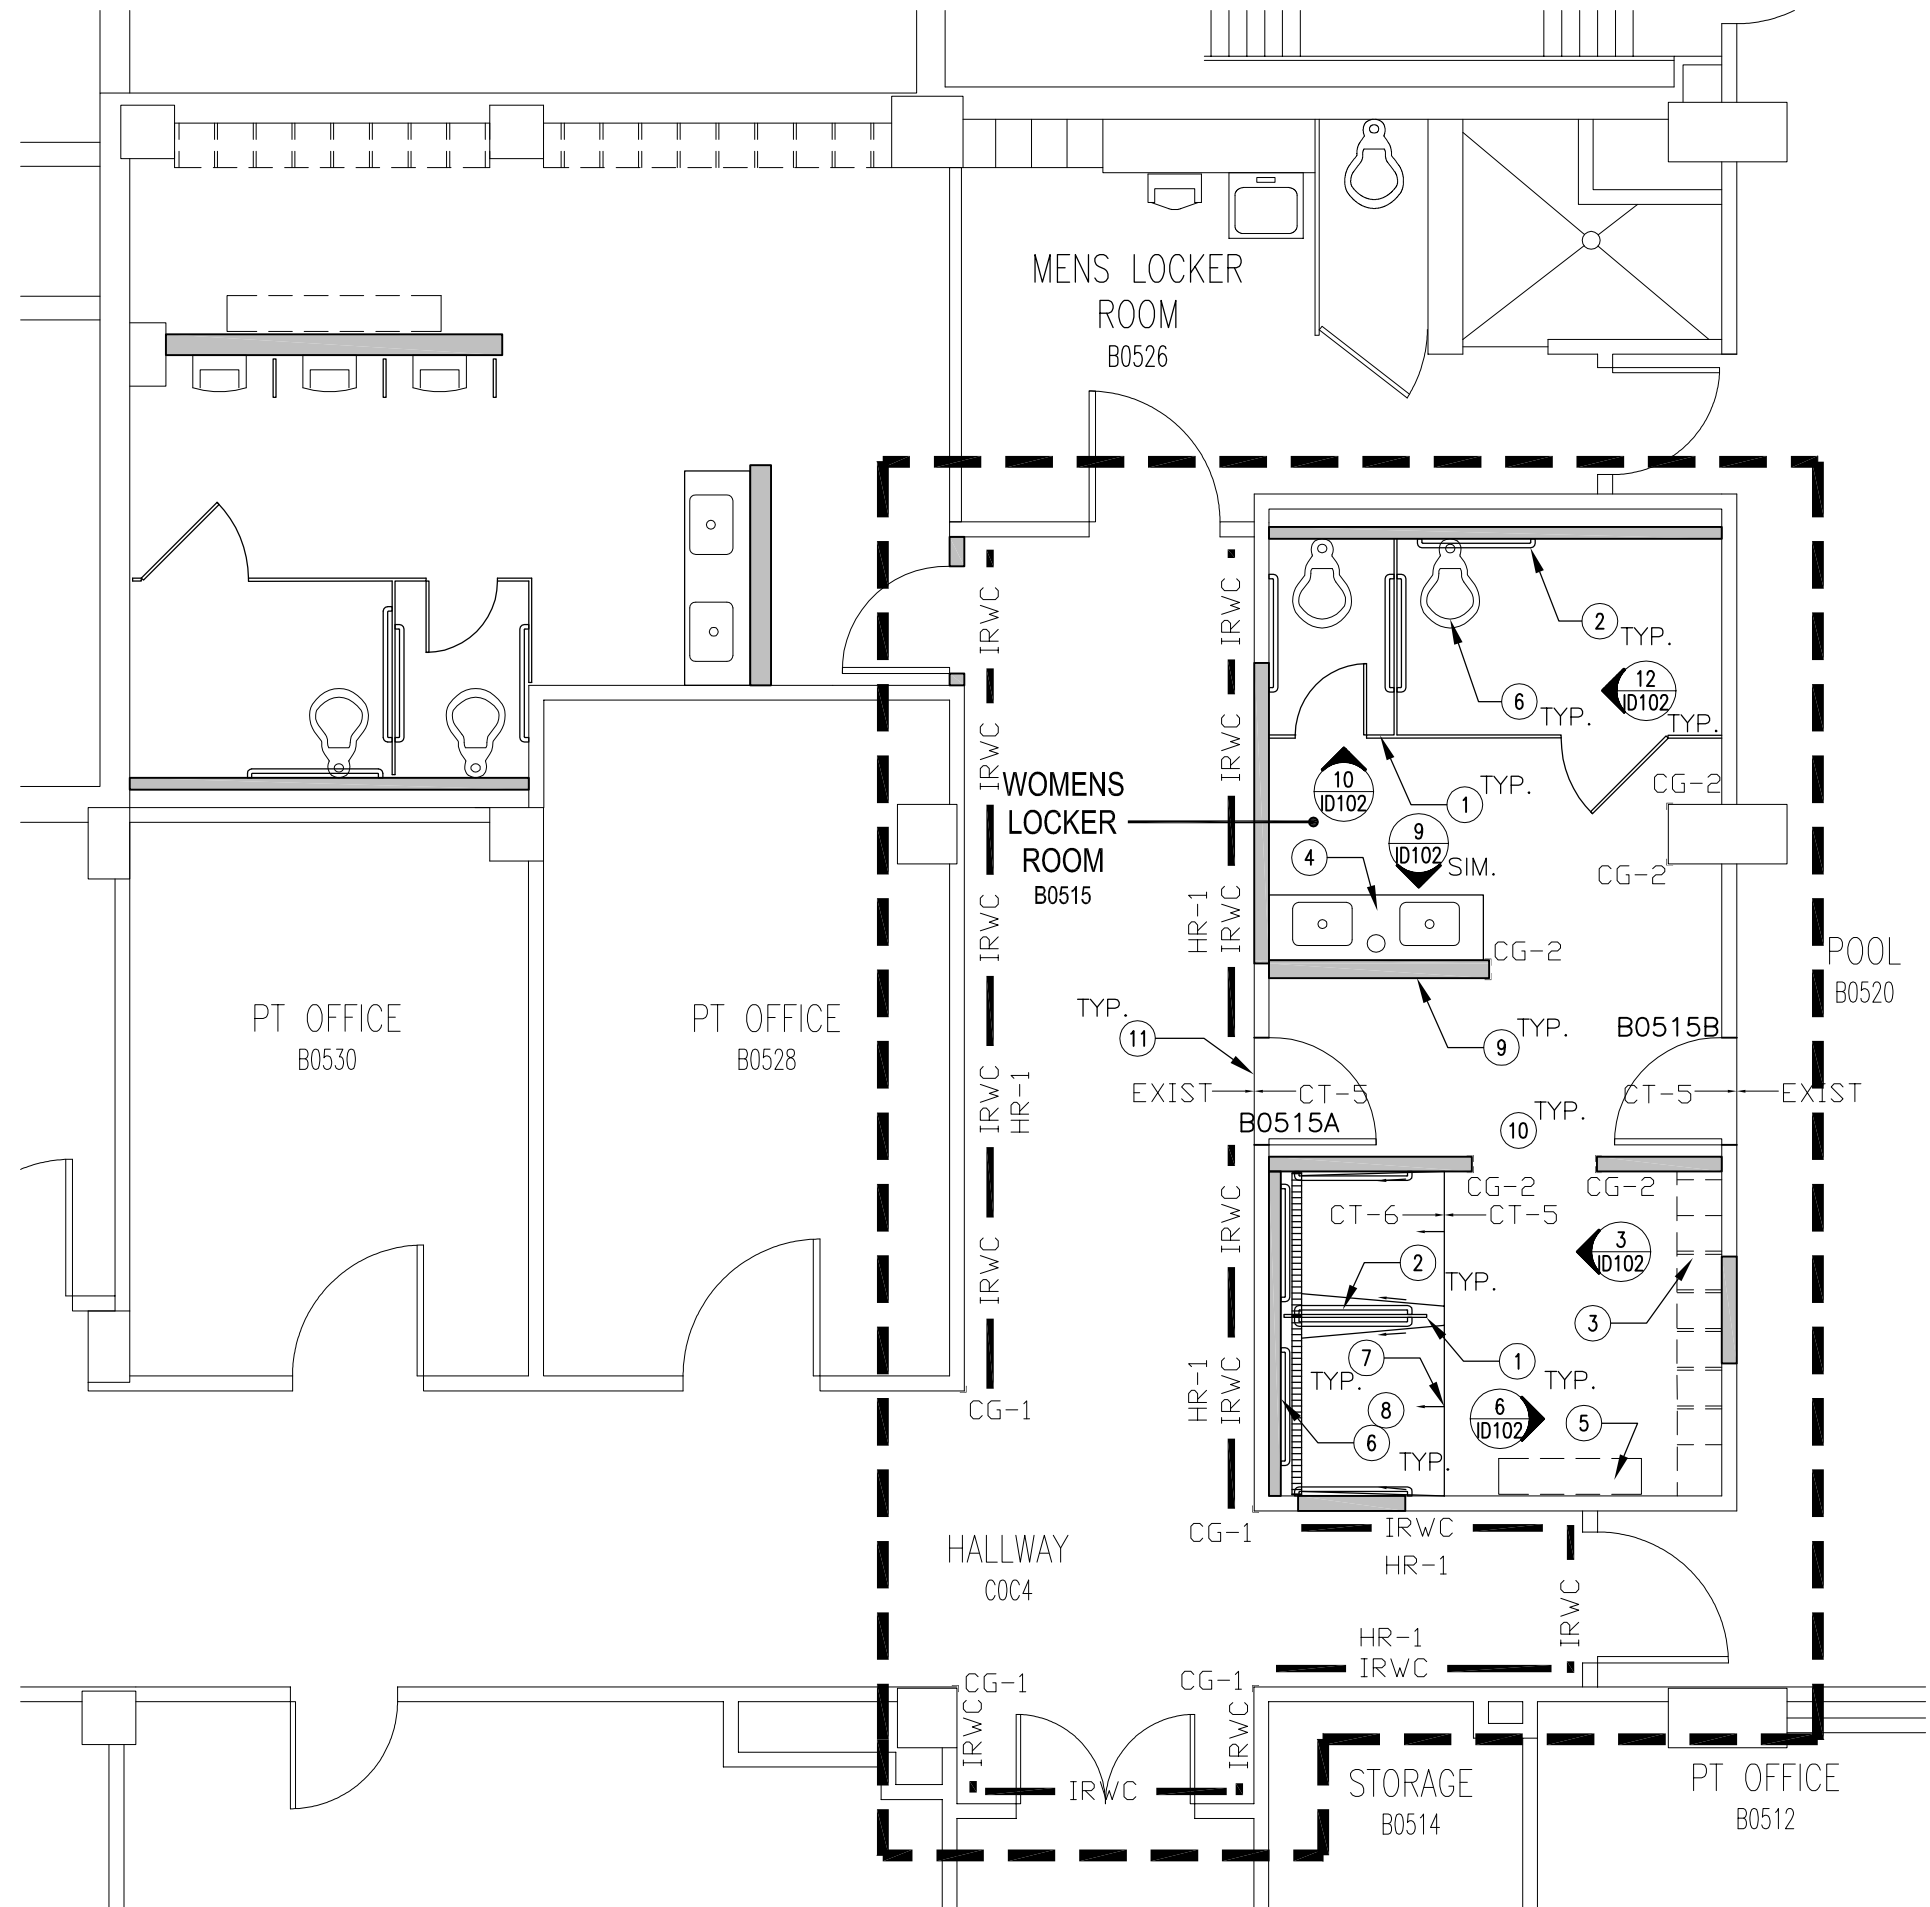 MENS LOCKER
ROOM
B0526
IRWC
IRWC
2
TYP.
12
ID102
TYP.
6
TYP.
IRWC
IRWC
WOMENS
LOCKER
ROOM
B0515
10
ID102
TYP.
1
CG-2
9
ID102
SIM.
4
CG-2
IRWC
HR-1
IRWC
CG-2
POOL
B0520
PT OFFICE
B0530
PT OFFICE
B0528
TYP.
11
TYP.
9
B0515B
IRWC
HR-1
EXIST
CT-5
CT-5
EXIST
B0515A
TYP.
10
CG-2
CG-2
IRWC
CT-6
CT-5
3
ID102
IRWC
2
TYP.
3
HR-1
IRWC
7
TYP.
1
TYP.
CG-1
8
6
ID102
5
6
TYP.
CG-1
IRWC
HR-1
HALLWAY
C0C4
IRWC
HR-1
IRWC
CG-1
CG-1
IRWC
IRWC
IRWC
STORAGE
B0514
PT OFFICE
B0512